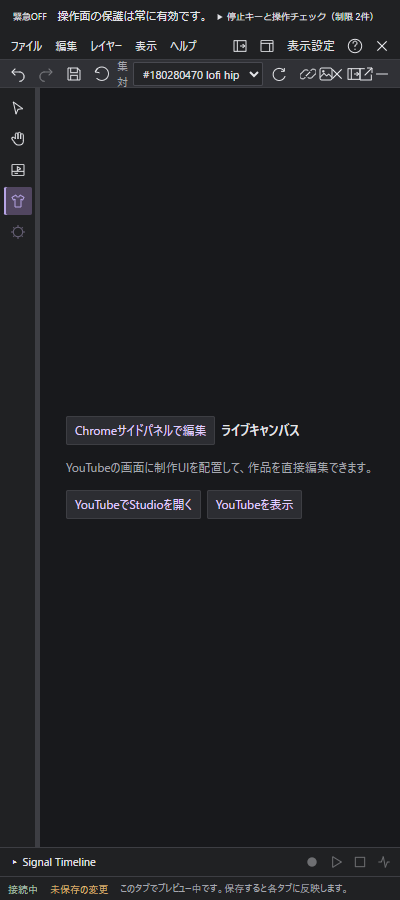 緊急OFF 操作面の保護は常に有効です。 ▶ 停止キーと操作チェック（制限 2件）
ファイル 編集 レイヤー 表示 ヘルプ 表示設定
集対 #180280470 lofi hip
Chromeサイドパネルで編集 ライブキャンバス
YouTubeの画面に制作UIを配置して、作品を直接編集できます。
YouTubeでStudioを開く YouTubeを表示
▸ Signal Timeline
接続中 未保存の変更 このタブでプレビュー中です。保存すると各タブに反映します。